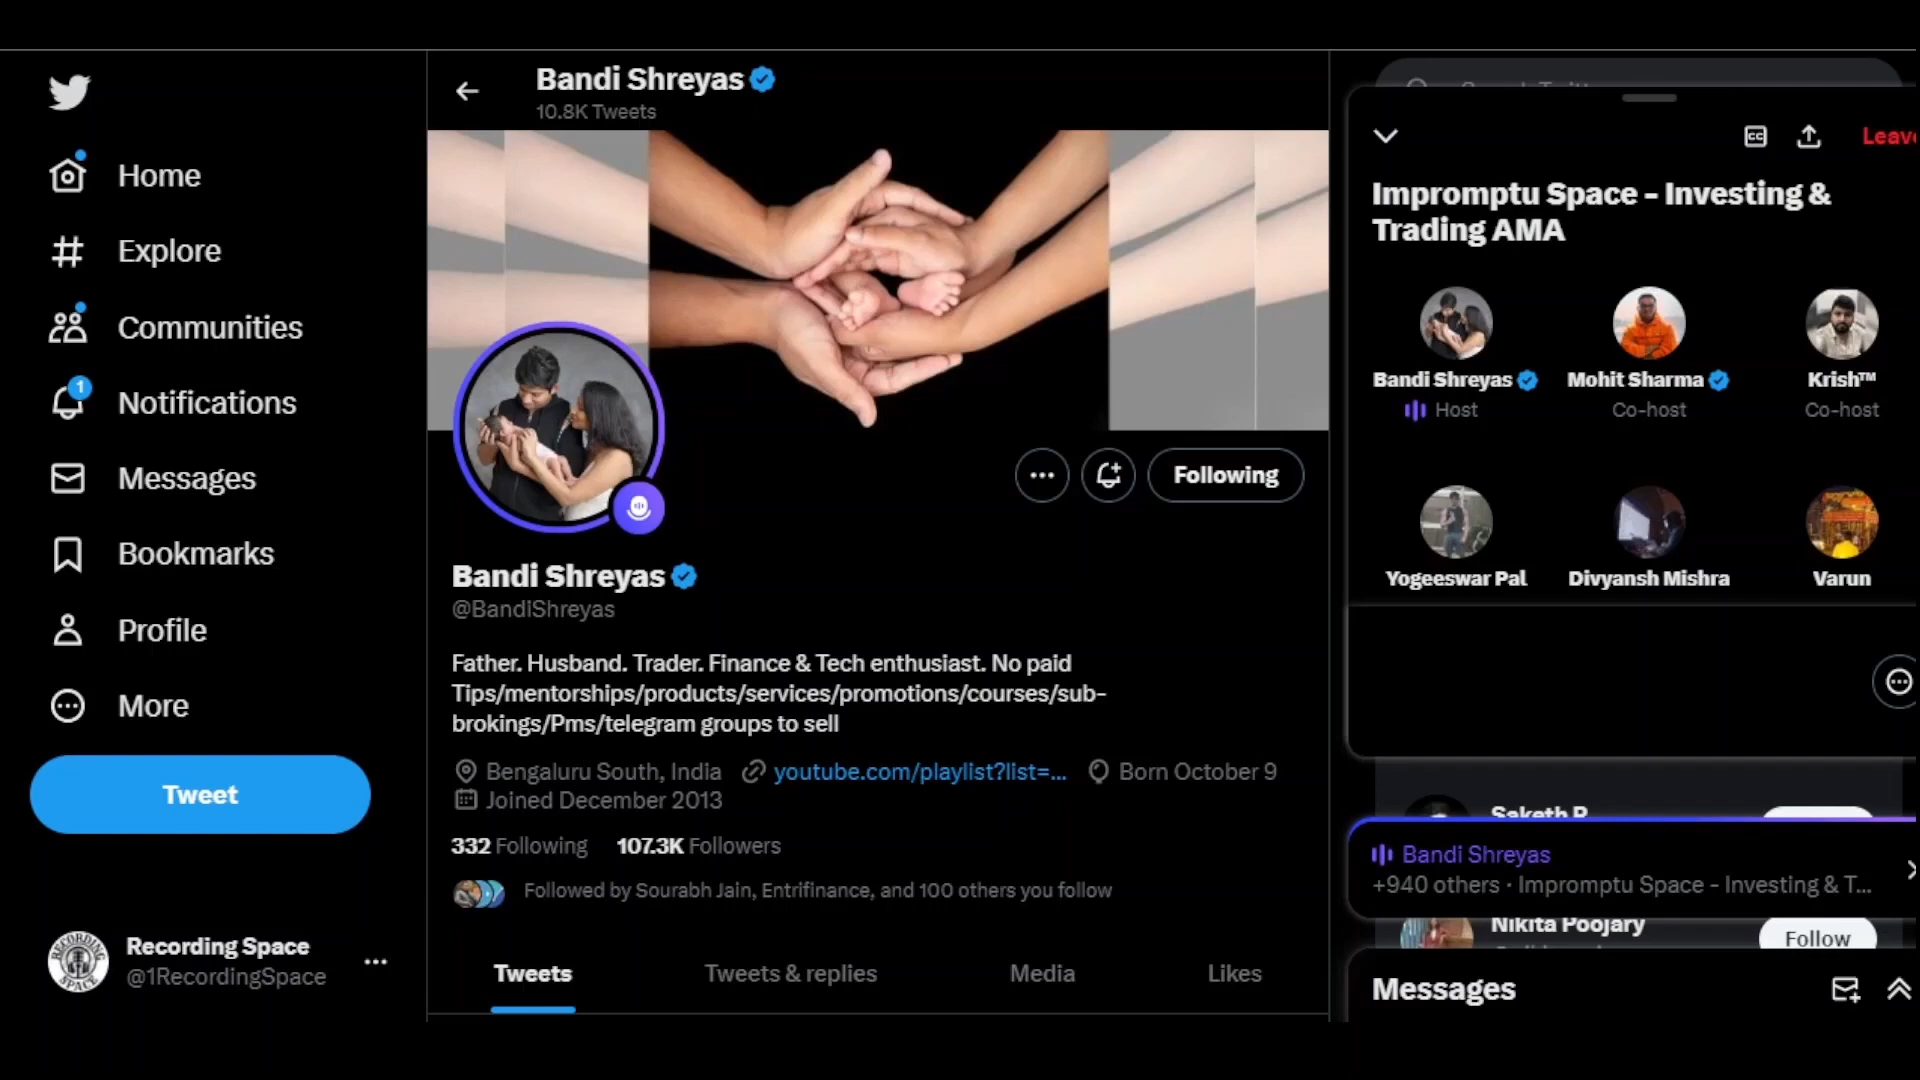 Home
Explore
Communities
1
Notifications
Messages
Bookmarks
Profile
More
Tweet
RECORDING SPACE
Recording Space
@1RecordingSpace
Bandi Shreyas
10.8K Tweets
Following
Bandi Shreyas
@BandiShreyas
Father. Husband. Trader. Finance & Tech enthusiast. No paid
Tips/mentorships/products/services/promotions/courses/sub-
brokings/Pms/telegram groups to sell
Bengaluru South, India youtube.com/playlist?list=... Born October 9
Joined December 2013
332 Following 107.3K Followers
Followed by Sourabh Jain, Entrifinance, and 100 others you follow
Tweets Tweets & replies Media Likes
CC
Leave
Impromptu Space - Investing &
Trading AMA
Bandi Shreyas Mohit Sharma Krish™
Host Co-host Co-host
Yogeeswar Pal Divyansh Mishra Varun
Saketh R
Bandi Shreyas
+940 others · Impromptu Space - Investing & T...
Nikita Poojary
Follow
Messages